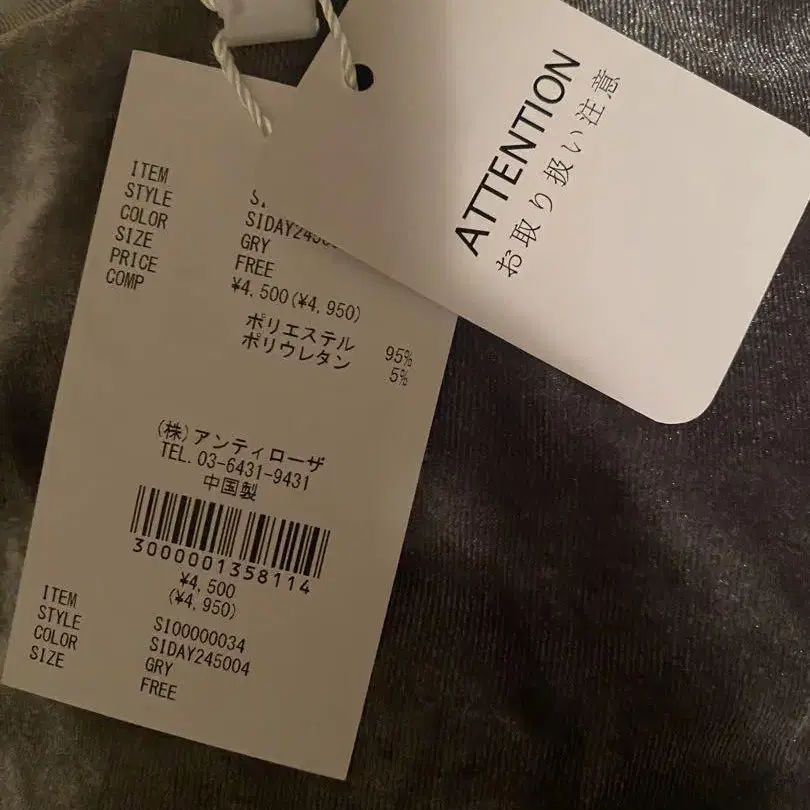 ATTENTION
お取り扱い注意
ITEM
STYLE SIDAY245
COLOR GRY
SIZE FREE
PRICE ¥4,500(¥4,950)
COMP ポリエステル 95%
ポリウレタン 5%
(株)アンティローザ
TEL.03-6431-9431
中国製
3000001358114
¥4,500
(¥4,950)
ITEM SI00000034
STYLE SIDAY245004
COLOR GRY
SIZE FREE